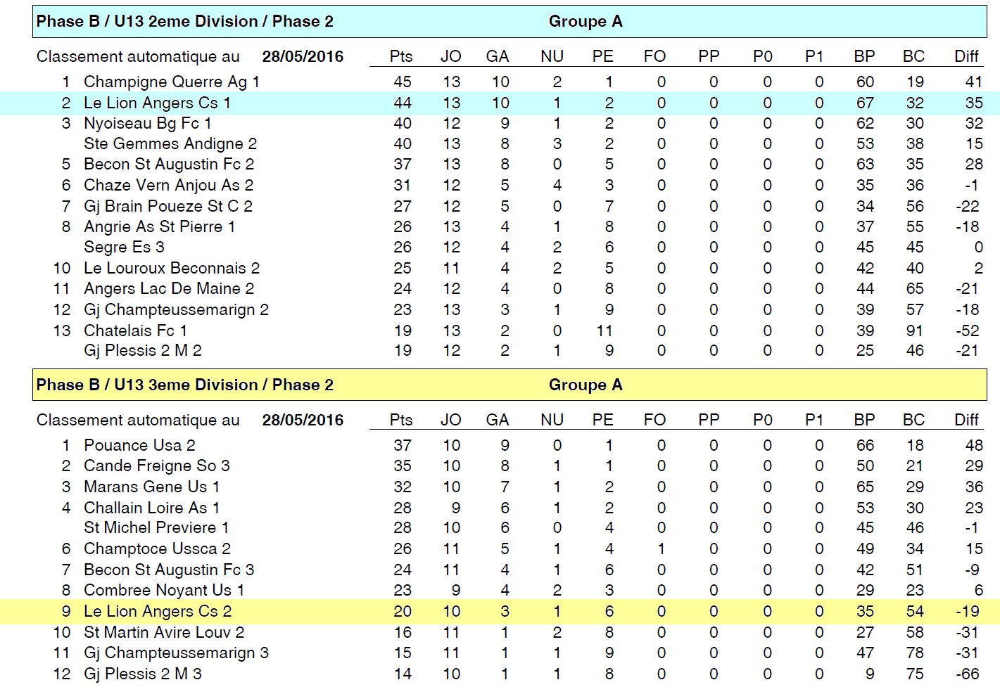 Phase B / U13 2eme Division / Phase 2 Groupe A
Classement automatique au 28/05/2016 Pts JO GA NU PE FO PP P0 P1 BP BC Diff
1 Champigne Querre Ag 1 45 13 10 2 1 0 0 0 0 60 19 41
2 Le Lion Angers Cs 1 44 13 10 1 2 0 0 0 0 67 32 35
3 Nyoiseau Bg Fc 1 40 12 9 1 2 0 0 0 0 62 30 32
Ste Gemmes Andigne 2 40 13 8 3 2 0 0 0 0 53 38 15
5 Becon St Augustin Fc 2 37 13 8 0 5 0 0 0 0 63 35 28
6 Chaze Vern Anjou As 2 31 12 5 4 3 0 0 0 0 35 36 -1
7 Gj Brain Poueze St C 2 27 12 5 0 7 0 0 0 0 34 56 -22
8 Angrie As St Pierre 1 26 13 4 1 8 0 0 0 0 37 55 -18
Segre Es 3 26 12 4 2 6 0 0 0 0 45 45 0
10 Le Louroux Beconnais 2 25 11 4 2 5 0 0 0 0 42 40 2
11 Angers Lac De Maine 2 24 12 4 0 8 0 0 0 0 44 65 -21
12 Gj Champteussemarign 2 23 13 3 1 9 0 0 0 0 39 57 -18
13 Chatelais Fc 1 19 13 2 0 11 0 0 0 0 39 91 -52
Gj Plessis 2 M 2 19 12 2 1 9 0 0 0 0 25 46 -21
Phase B / U13 3eme Division / Phase 2 Groupe A
Classement automatique au 28/05/2016 Pts JO GA NU PE FO PP P0 P1 BP BC Diff
1 Pouance Usa 2 37 10 9 0 1 0 0 0 0 66 18 48
2 Cande Freigne So 3 35 10 8 1 1 0 0 0 0 50 21 29
3 Marans Gene Us 1 32 10 7 1 2 0 0 0 0 65 29 36
4 Challain Loire As 1 28 9 6 1 2 0 0 0 0 53 30 23
St Michel Previere 1 28 10 6 0 4 0 0 0 0 45 46 -1
6 Champtoce Ussca 2 26 11 5 1 4 1 0 0 0 49 34 15
7 Becon St Augustin Fc 3 24 11 4 1 6 0 0 0 0 42 51 -9
8 Combree Noyant Us 1 23 9 4 2 3 0 0 0 0 29 23 6
9 Le Lion Angers Cs 2 20 10 3 1 6 0 0 0 0 35 54 -19
10 St Martin Avire Louv 2 16 11 1 2 8 0 0 0 0 27 58 -31
11 Gj Champteussemarign 3 15 11 1 1 9 0 0 0 0 47 78 -31
12 Gj Plessis 2 M 3 14 10 1 1 8 0 0 0 0 9 75 -66